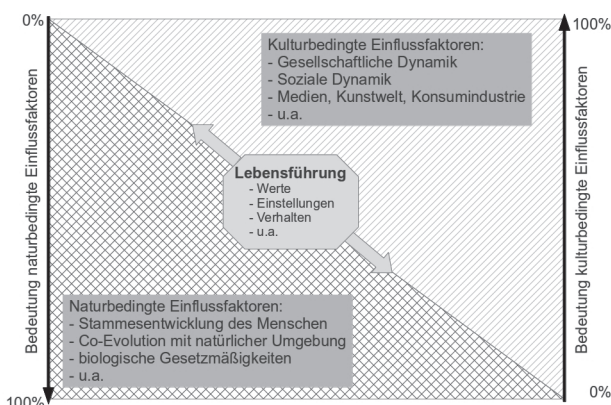 0%
100%
Kulturbedingte Einflussfaktoren:
- Gesellschaftliche Dynamik
- Soziale Dynamik
- Medien, Kunstwelt, Konsumindustrie
- u.a.
Bedeutung naturbedingte Einflussfaktoren
Lebensführung
- Werte
- Einstellungen
- Verhalten
- u.a.
Bedeutung kulturbedingte Einflussfaktoren
Naturbedingte Einflussfaktoren:
- Stammesentwicklung des Menschen
- Co-Evolution mit natürlicher Umgebung
- biologische Gesetzmäßigkeiten
- u.a.
100%
0%